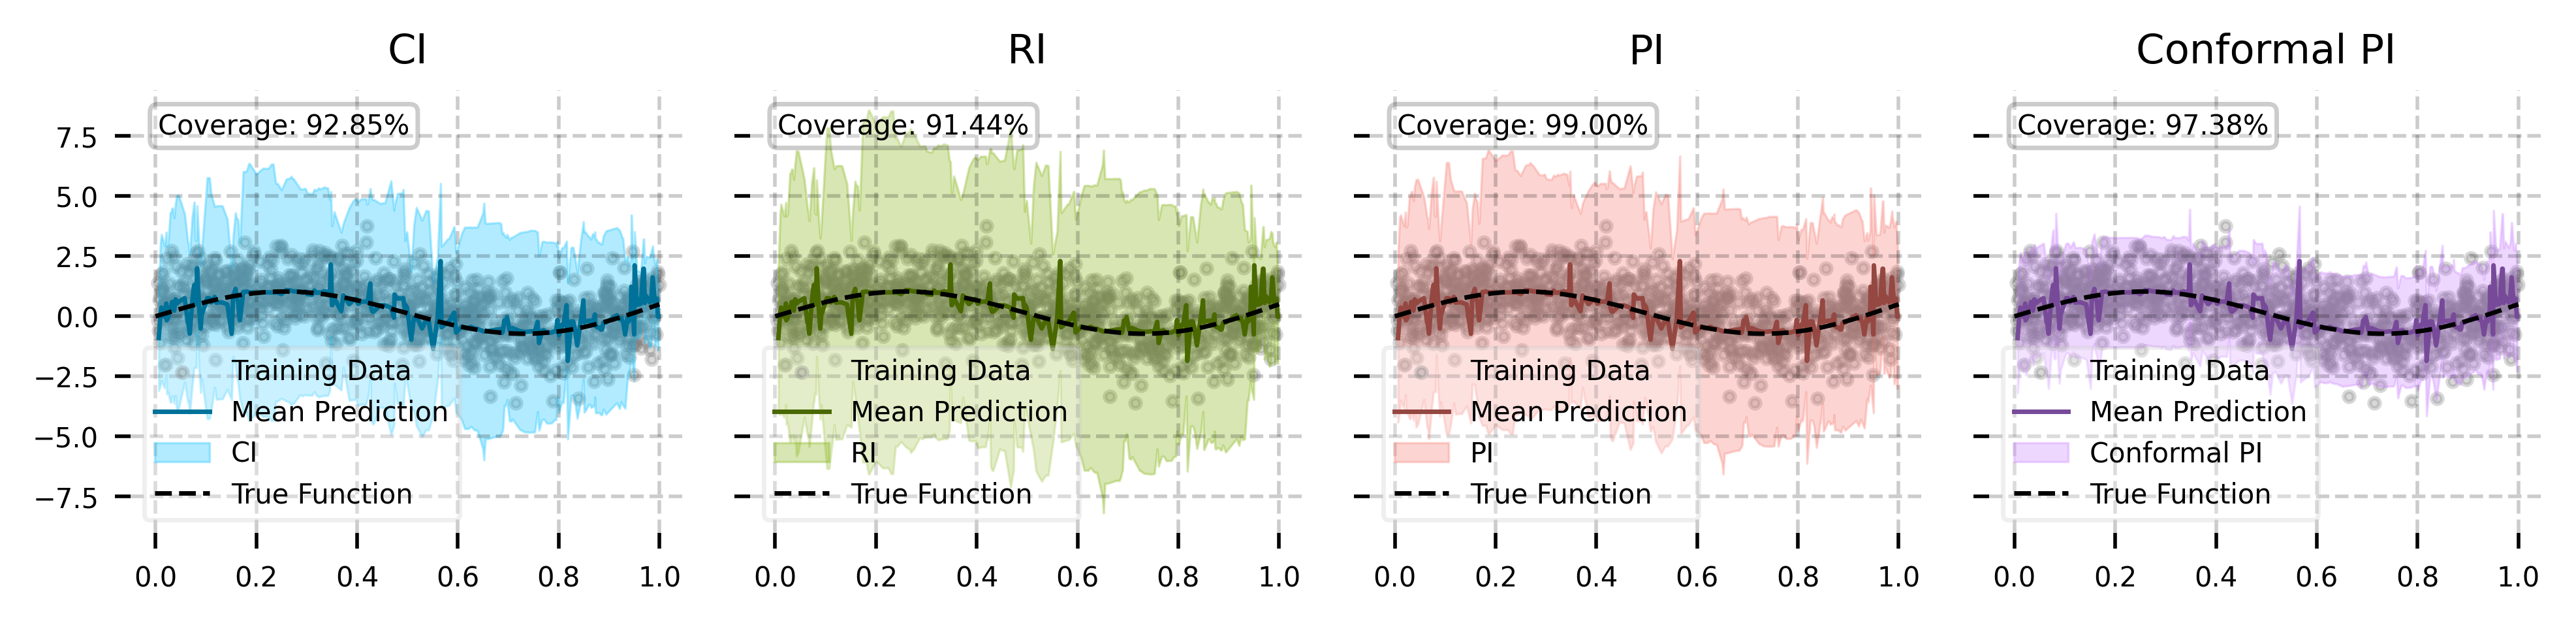 CI
Coverage: 92.85%
7.5
5.0
2.5
0.0
−2.5
−5.0
−7.5
Training Data
Mean Prediction
CI
True Function
0.0 0.2 0.4 0.6 0.8 1.0
RI
Coverage: 91.44%
Training Data
Mean Prediction
RI
True Function
0.0 0.2 0.4 0.6 0.8 1.0
PI
Coverage: 99.00%
Training Data
Mean Prediction
PI
True Function
0.0 0.2 0.4 0.6 0.8 1.0
Conformal PI
Coverage: 97.38%
Training Data
Mean Prediction
Conformal PI
True Function
0.0 0.2 0.4 0.6 0.8 1.0